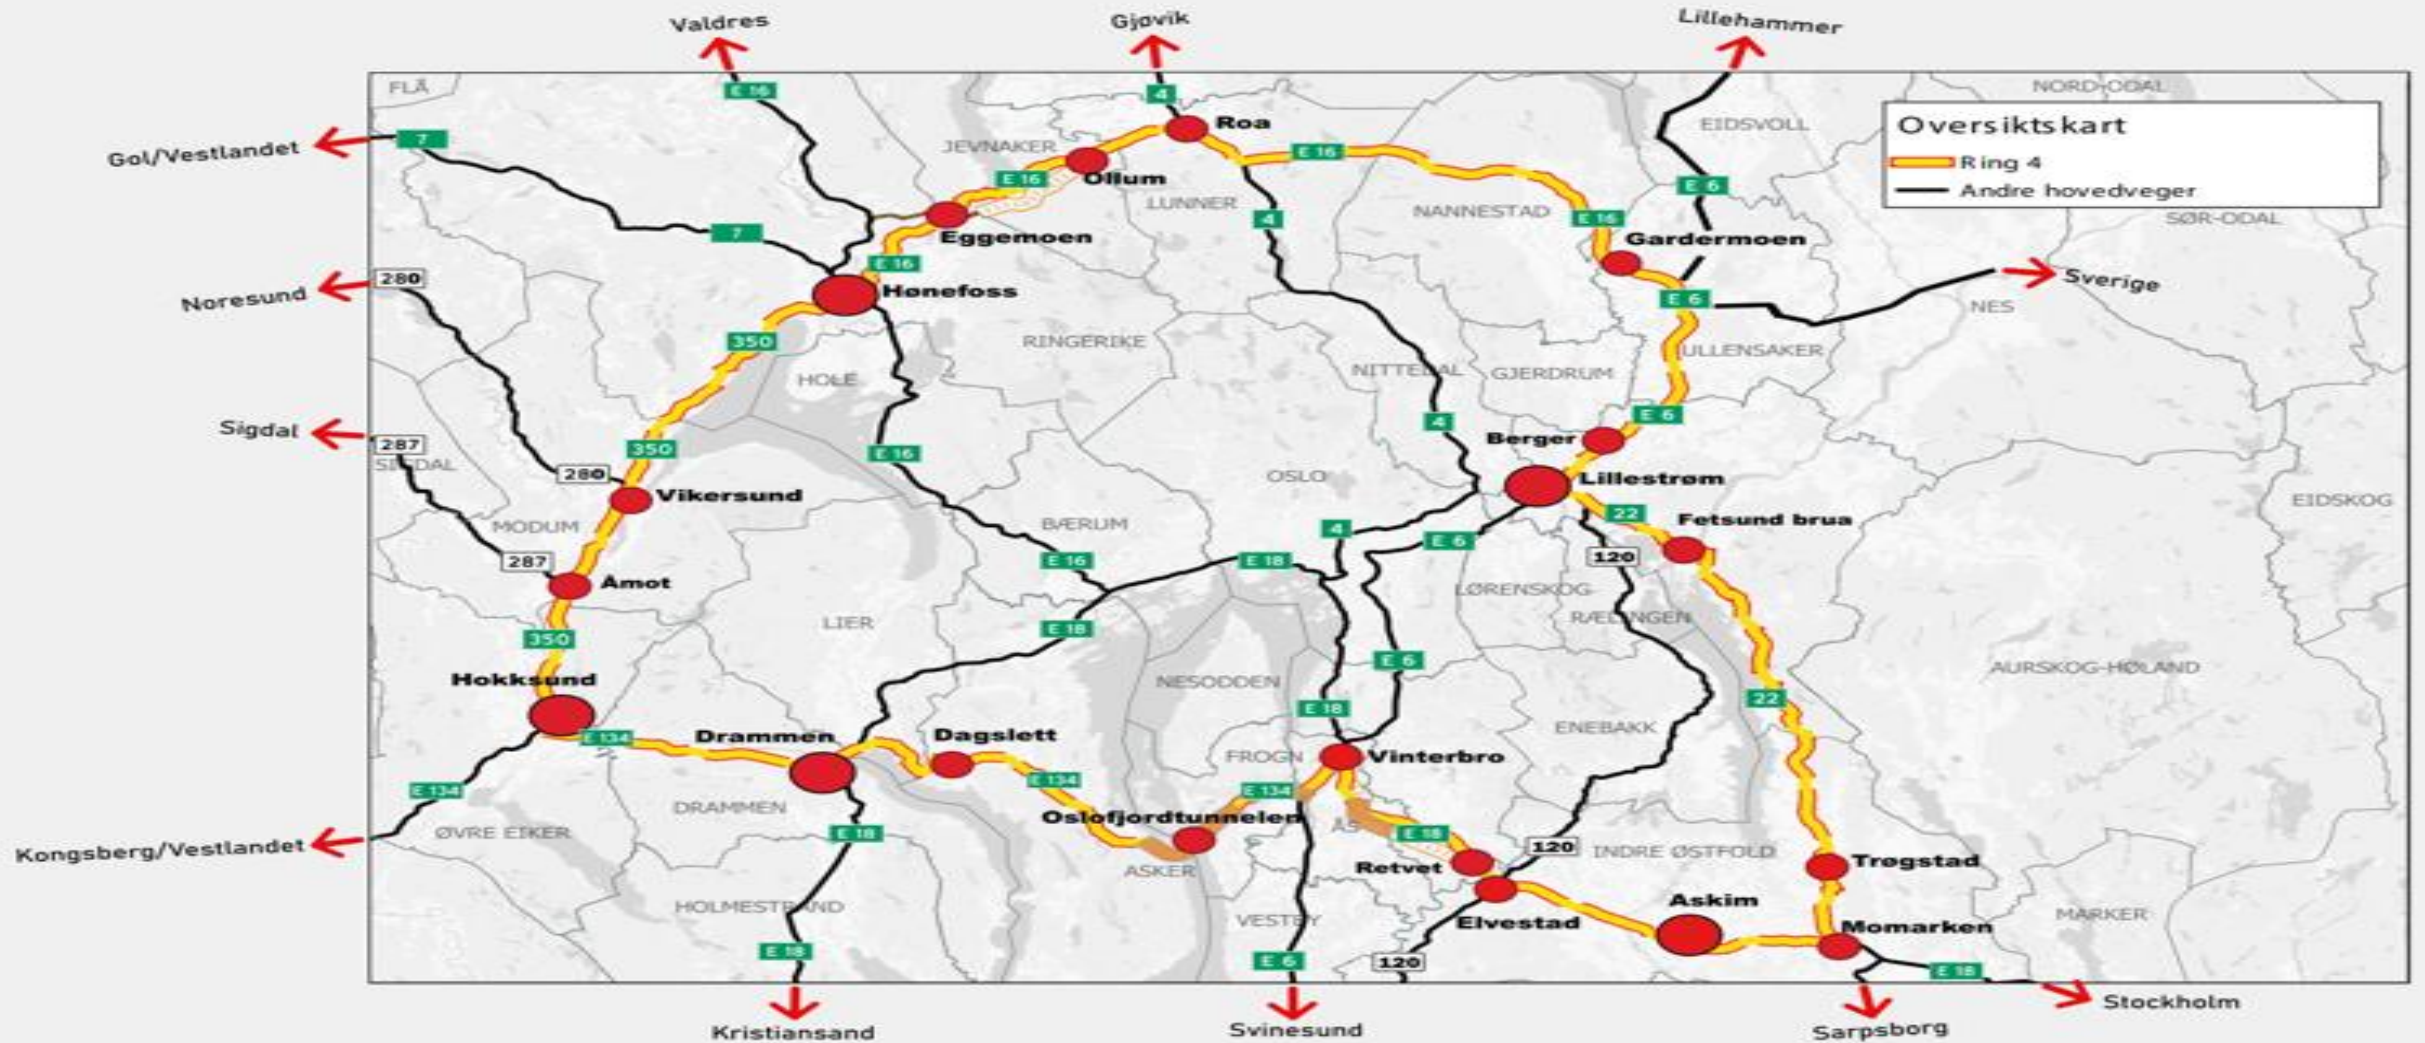 Valdres
Gjøvik
Lillehammer
FLÅ
E 16
4
NORD-ODAL
Oversiktskart
Ring 4
Andre hovedveger
Gol/Vestlandet
7
JEVNAKER
Roa
E 16
EIDSVOLL
E 16
Ollum
E 6
LUNNER
4
NANNESTAD
E 16
SØR-ODAL
7
Eggemoen
Gardermoen
E 16
Noresund
280
Hønefoss
E 6
Sverige
NES
350
RINGERIKE
ULLENSAKER
HOLE
NITTEDAL
GJERDRUM
E 6
4
Sigdal
287
SIGDAL
350
E 16
Berger
280
OSLO
Lillestrøm
Vikersund
EIDSKOG
MODUM
BÆRUM
22
Fetsund brua
4
E 6
287
E 16
E 18
120
Åmot
LØRENSKOG
RÆLINGEN
LIER
E 18
350
E 6
AURSKOG-HØLAND
Hokksund
NESODDEN
22
E 18
ENEBAKK
E 134
Drammen
Dagslett
FROGN
Vinterbro
E 134
E 134
E 134
DRAMMEN
Oslofjordtunnelen
ØVRE EIKER
E 18
ÅS
E 18
Kongsberg/Vestlandet
120
INDRE ØSTFOLD
Trøgstad
ASKER
Retvet
Askim
HOLMESTRAND
VESTBY
Elvestad
MARKER
Momarken
E 18
E 6
120
E 18
Stockholm
Kristiansand
Svinesund
Sarpsborg